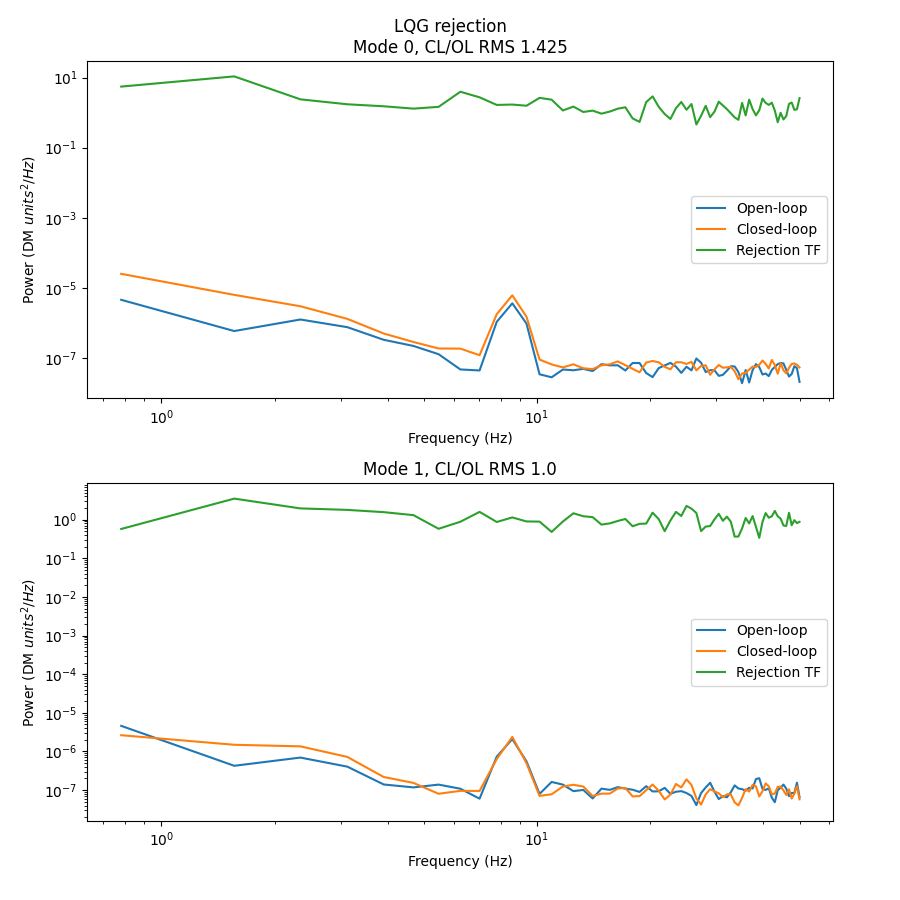 LQG rejection
Mode 0, CL/OL RMS 1.425
10^1
10^-1
10^-3
10^-5
10^-7
Power (DM units^2/Hz)
Open-loop
Closed-loop
Rejection TF
10^0
10^1
Frequency (Hz)
Mode 1, CL/OL RMS 1.0
10^0
10^-1
10^-2
10^-3
10^-4
10^-5
10^-6
10^-7
Power (DM units^2/Hz)
Open-loop
Closed-loop
Rejection TF
10^0
10^1
Frequency (Hz)